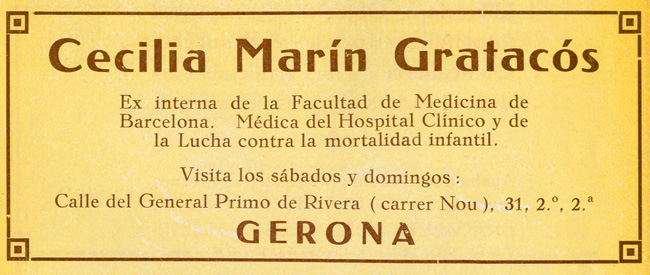 Cecilia Marín Gratacós
Ex interna de la Facultad de Medicina de
Barcelona. Médica del Hospital Clínico y de
la Lucha contra la mortalidad infantil.
Visita los sábados y domingos:
Calle del General Primo de Rivera (carrer Nou), 31, 2.º, 2.ª
GERONA